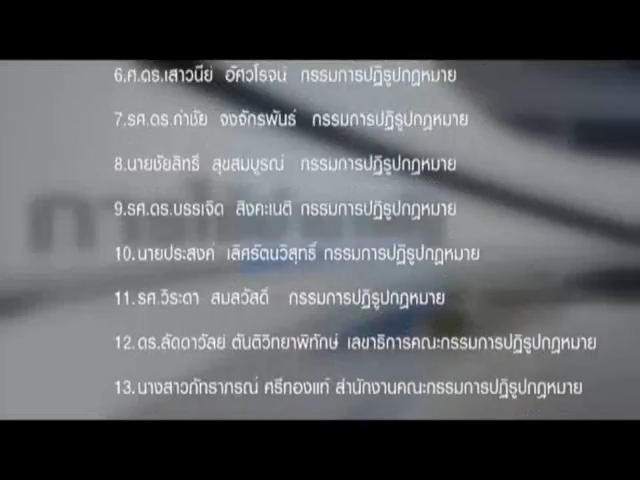 6.ศ.ดร.เสาวนีย์ อัศวโรจน์ กรรมการปฏิรูปกฎหมาย
7.รศ.ดร.กำชัย จงจักรพันธ์ กรรมการปฏิรูปกฎหมาย
8.นายชัยสิทธิ์ สุขสมบูรณ์ กรรมการปฏิรูปกฎหมาย
9.รศ.ดร.บรรเจิด สิงคะเนติ กรรมการปฏิรูปกฎหมาย
10.นายประสงค์ เลิศรัตนวิสุทธิ์ กรรมการปฏิรูปกฎหมาย
11.รศ.วิระดา สมสวัสดิ์ กรรมการปฏิรูปกฎหมาย
12.ดร.ลัดดาวัลย์ ตันติวิทยาพิทักษ์ เลขาธิการคณะกรรมการปฏิรูปกฎหมาย
13.นางสาวภัทราภรณ์ ศรีทองแท้ สำนักงานคณะกรรมการปฏิรูปกฎหมาย